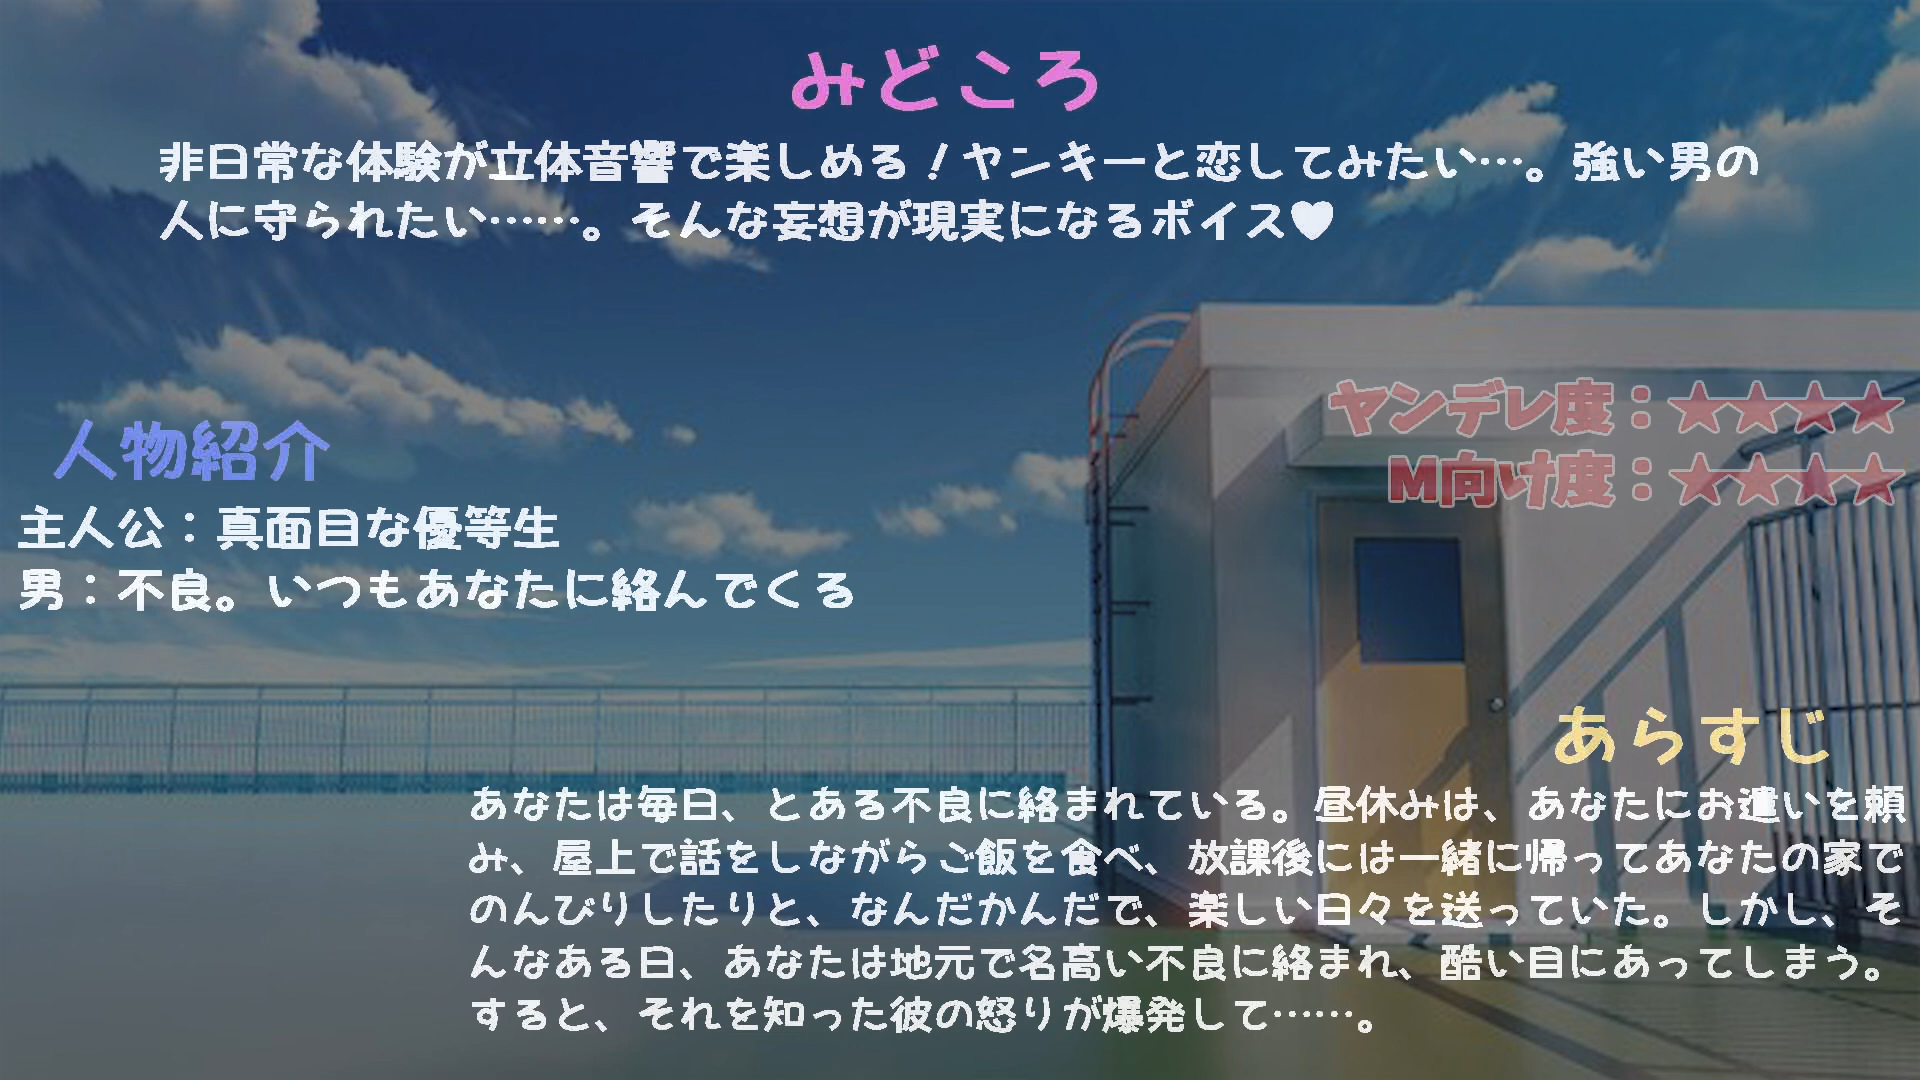 みどころ
非日常な体験が立体音響で楽しめる！ヤンキーと恋してみたい…。強い男の
人に守られたい……。そんな妄想が現実になるボイス♥
ヤンデレ度：★★★★
M向け度：★★★★
人物紹介
主人公：真面目な優等生
男：不良。いつもあなたに絡んでくる
あらすじ
あなたは毎日、とある不良に絡まれている。昼休みは、あなたにお遣いを頼
み、屋上で話をしながらご飯を食べ、放課後には一緒に帰ってあなたの家で
のんびりしたりと、なんだかんだで、楽しい日々を送っていた。しかし、そ
んなある日、あなたは地元で名高い不良に絡まれ、酷い目にあってしまう。
すると、それを知った彼の怒りが爆発して……。